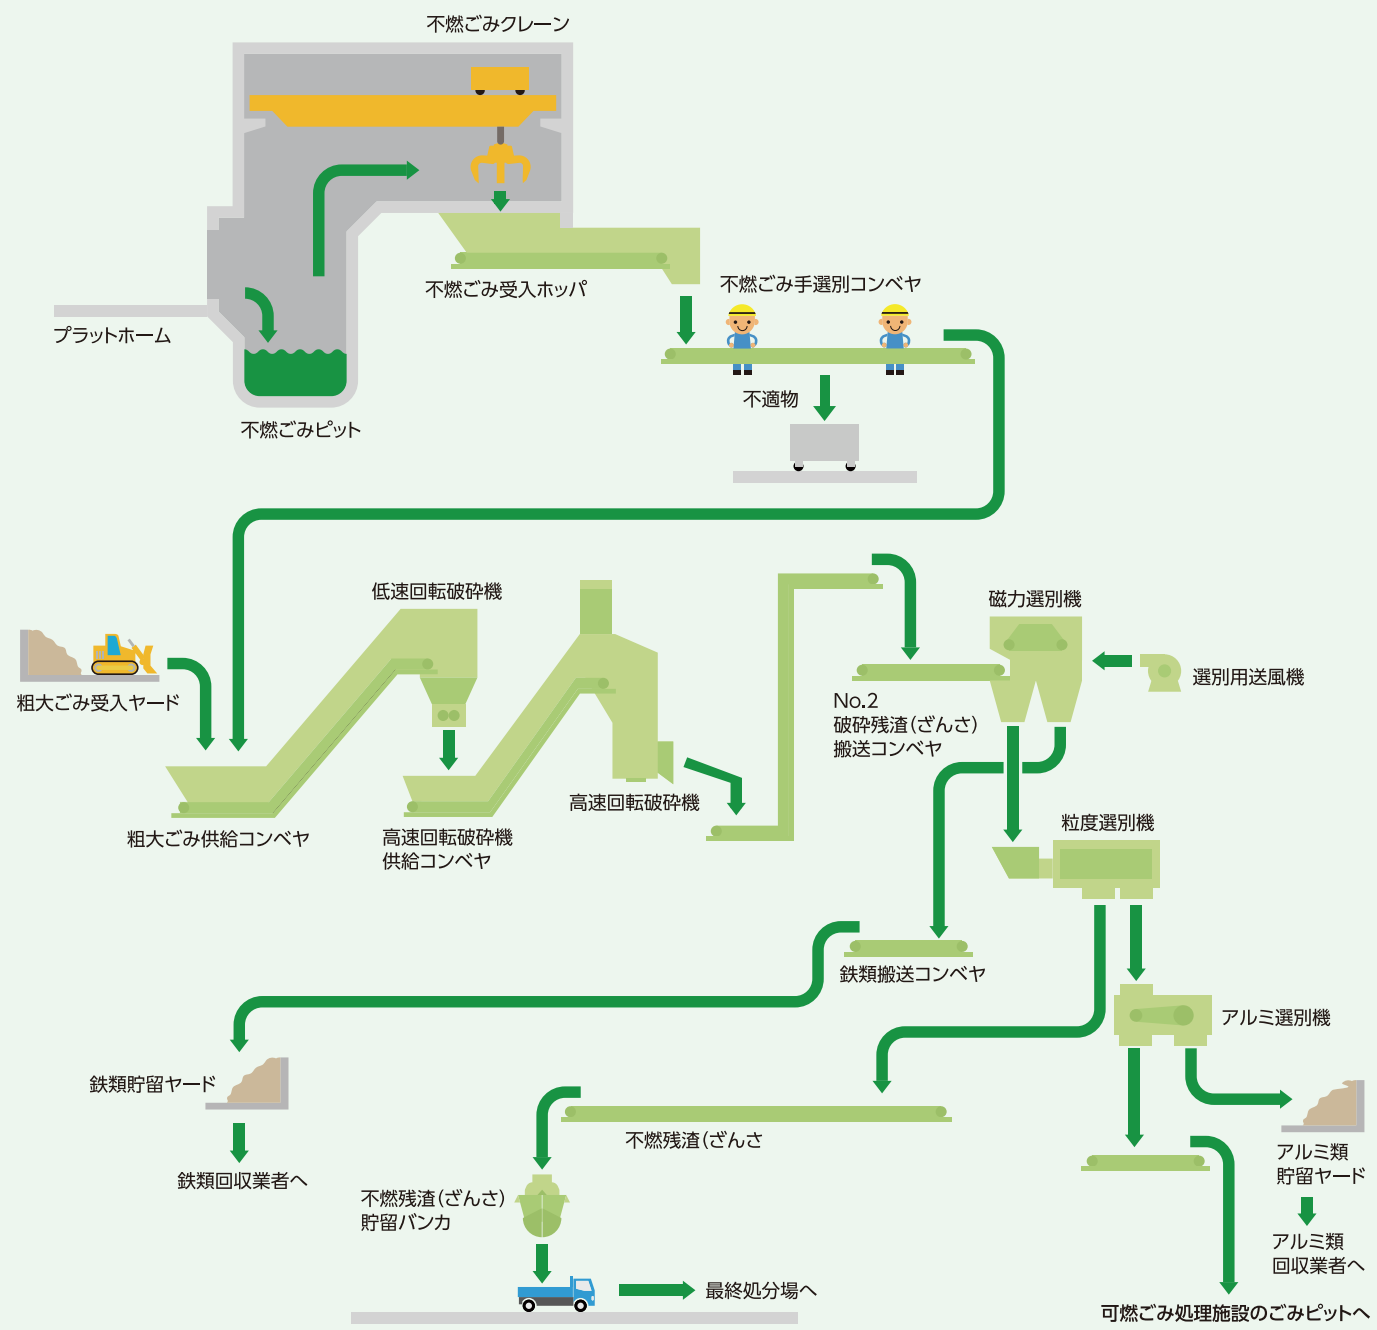 不燃ごみクレーン
不燃ごみ受入ホッパ
不燃ごみ手選別コンベヤ
プラットホーム
不適物
不燃ごみピット
低速回転破砕機
磁力選別機
選別用送風機
粗大ごみ受入ヤード
No.2
破砕残渣(ざんさ)
搬送コンベヤ
高速回転破砕機
粗大ごみ供給コンベヤ
高速回転破砕機
供給コンベヤ
粒度選別機
鉄類搬送コンベヤ
アルミ選別機
鉄類貯留ヤード
不燃残渣(ざんさ
アルミ類
貯留ヤード
鉄類回収業者へ
不燃残渣(ざんさ)
貯留バンカ
アルミ類
回収業者へ
最終処分場へ
可燃ごみ処理施設のごみピットへ